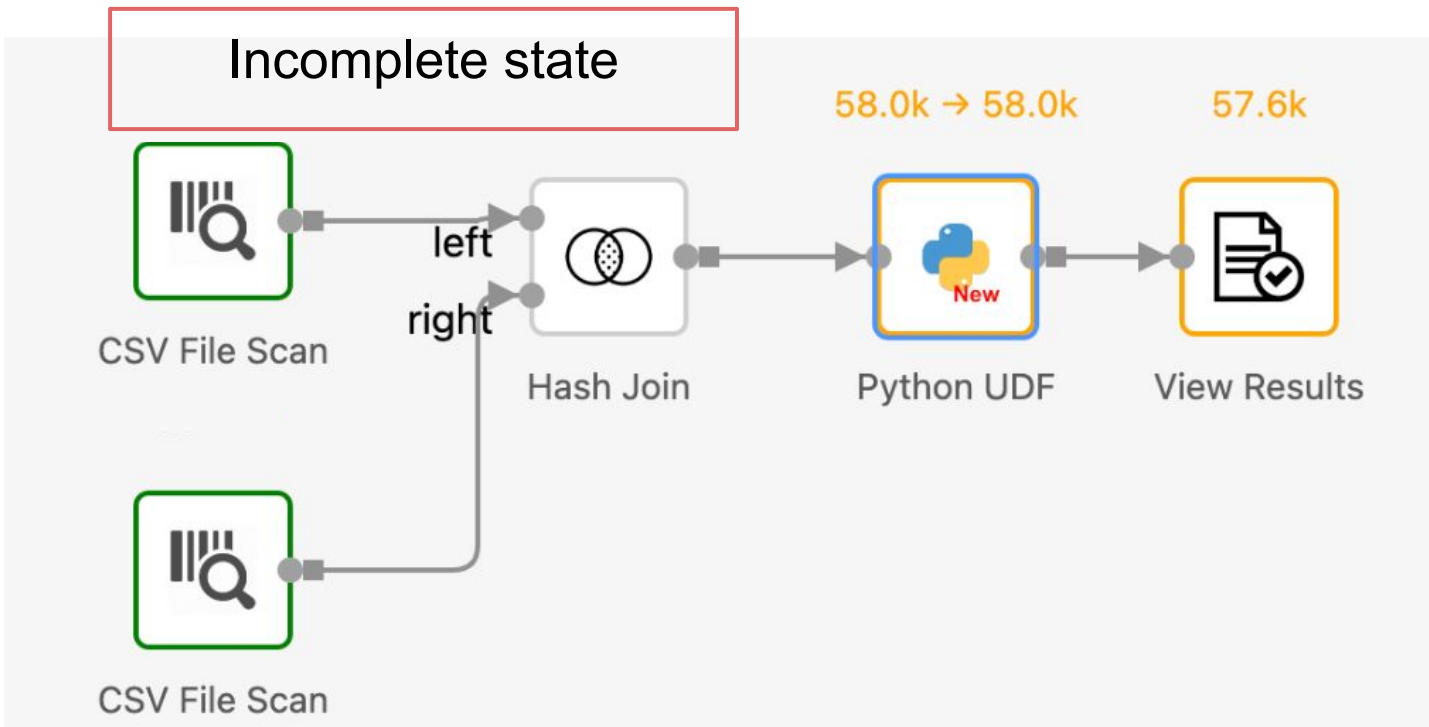 Incomplete state
58.0k → 58.0k
57.6k
left
right
New
CSV File Scan
Hash Join
Python UDF
View Results
CSV File Scan